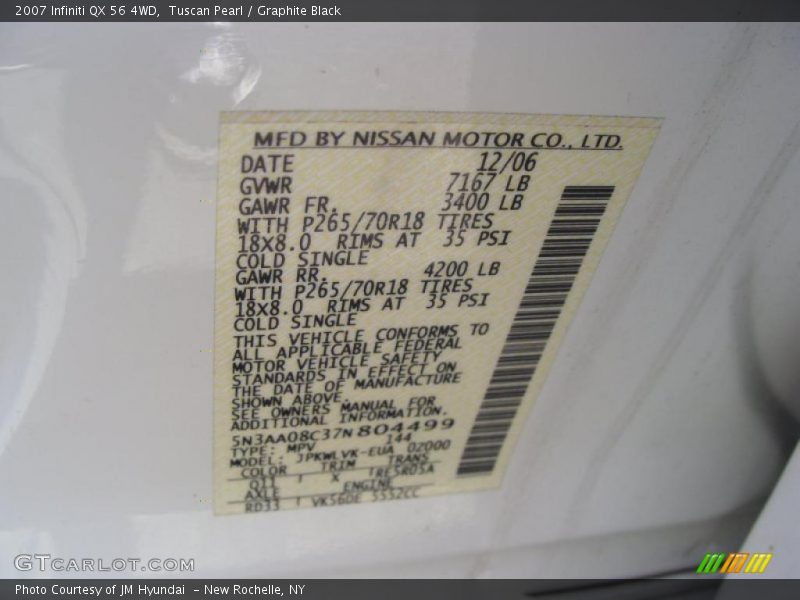 2007 Infiniti QX 56 4WD,  Tuscan Pearl / Graphite Black
MFD BY NISSAN MOTOR CO., LTD.
DATE 12/06
GVWR 7167 LB
GAWR FR. 3400 LB
WITH P265/70R18 TIRES
18X8.0 RIMS AT 35 PSI
COLD SINGLE
GAWR RR. 4200 LB
WITH P265/70R18 TIRES
18X8.0 RIMS AT 35 PSI
COLD SINGLE
THIS VEHICLE CONFORMS TO
ALL APPLICABLE FEDERAL
MOTOR VEHICLE SAFETY
STANDARDS IN EFFECT ON
THE DATE OF MANUFACTURE
SHOWN ABOVE.
SEE OWNERS MANUAL FOR
ADDITIONAL INFORMATION.
5N3AA08C37N804499
TYPE: MPV 144
MODEL: JPKWLVK-EUA 02000
COLOR TRIM TRANS
Q11 X RE5R05A
AXLE ENGINE
RD33 VK56DE 5552CC
GTCARLOT.COM
Photo Courtesy of JM Hyundai  - New Rochelle, NY